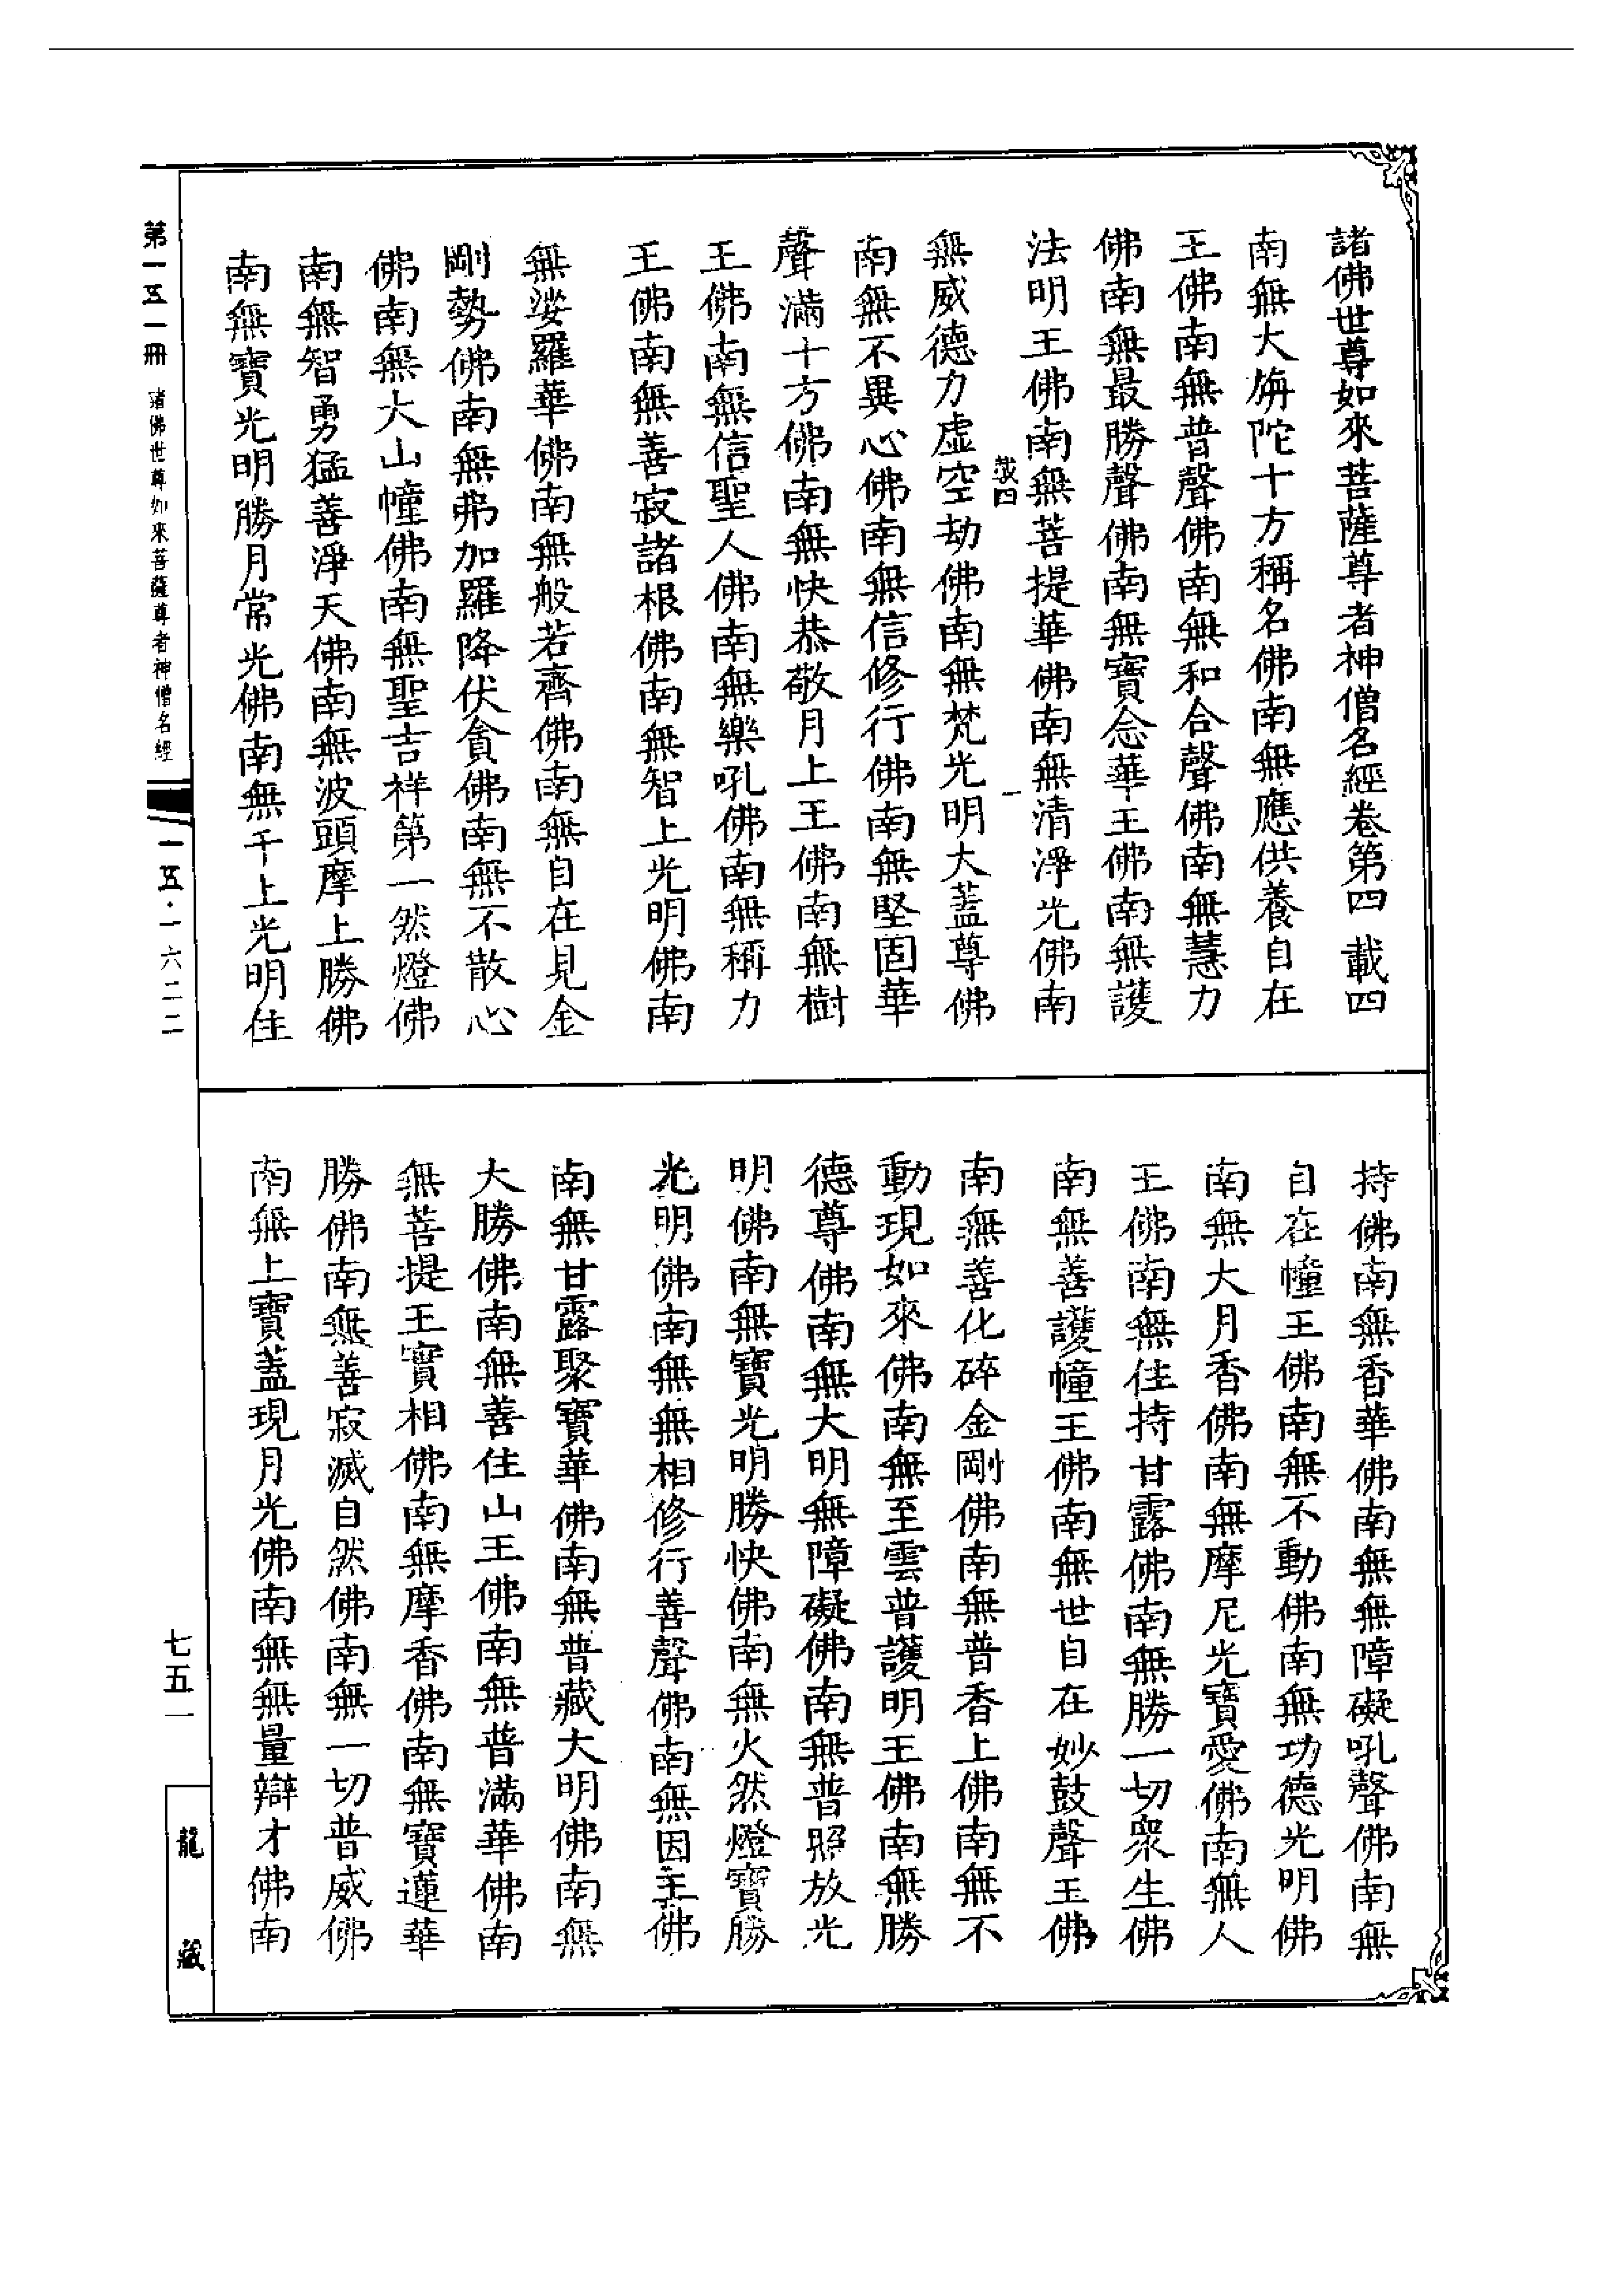 諸佛世尊如來菩薩尊者神僧名經卷第四　載四
南無大旃陀十方稱名佛南無應供養自在
王佛南無普聲佛南無和合聲佛南無慧力
佛南無最勝聲佛南無寶念華王佛南無護
法明王佛南無菩提華佛南無清淨光佛南
載四
一
無威德力虛空劫佛南無梵光明大蓋尊佛
南無不異心佛南無信修行佛南無堅固華
聲滿十方佛南無快恭敬月上王佛南無樹
王佛南無信聖人佛南無樂吼佛南無稱力
王佛南無善寂諸根佛南無智上光明佛南
無娑羅華佛南無般若齊佛南無自在見金
剛勢佛南無弗加羅降伏貪佛南無不散心
佛南無大山幢佛南無聖吉祥第一然燈佛
南無智勇猛善淨天佛南無波頭摩上勝佛
南無寶光明勝月常光佛南無千上光明住
持佛南無香華佛南無無障礙吼聲佛南無
自在幢王佛南無不動佛南無功德光明佛
南無大月香佛南無摩尼光寶愛佛南無人
王佛南無住持甘露佛南無勝一切眾生佛
南無善護幢王佛南無世自在妙鼓聲王佛
南無善化碎金剛佛南無普香上佛南無不
動現如來佛南無至雲普護明王佛南無勝
德尊佛南無大明無障礙佛南無普照放光
明佛南無寶光明勝快佛南無火然燈寶勝
光明佛南無無相修行善聲佛南無因王佛
南無甘露聚寶華佛南無普藏大明佛南無
大勝佛南無善住山王佛南無普滿華佛南
無菩提王寶相佛南無摩香佛南無寶蓮華
勝佛南無善寂滅自然佛南無一切普威佛
南無上寶蓋現月光佛南無無量辯才佛南
第一五一冊　諸佛世尊如來菩薩尊者神僧名經
一五·一六二二
七五一
龍藏